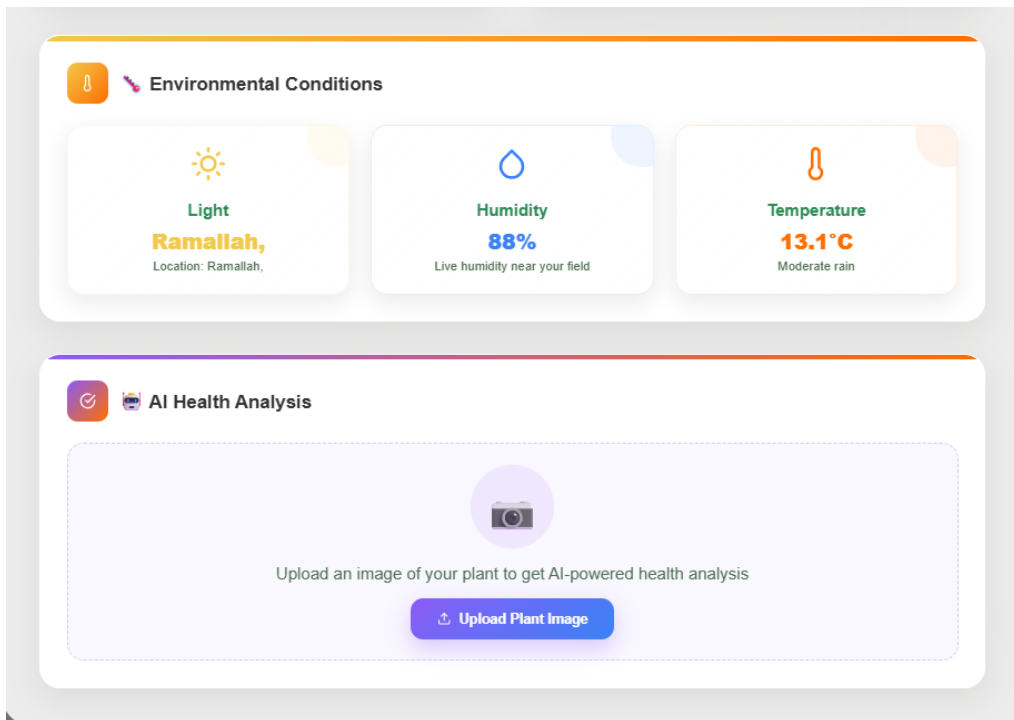 Environmental Conditions
Light
Ramallah,
Location: Ramallah,
Humidity
88%
Live humidity near your field
Temperature
13.1°C
Moderate rain
AI Health Analysis
Upload an image of your plant to get AI-powered health analysis
Upload Plant Image